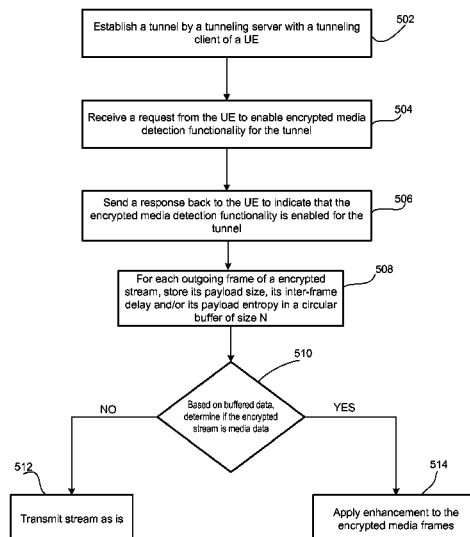 Establish a tunnel by a tunneling server with a tunneling
client of a UE
502
Receive a request from the UE to enable encrypted media
detection functionality for the tunnel
504
Send a response back to the UE to indicate that the
encrypted media detection functionality is enabled for the
tunnel
506
For each outgoing frame of a encrypted
stream, store its payload size, its inter-frame
delay and/or its payload entropy in a circular
buffer of size N
508
510
Based on buffered data,
determine if the encrypted
stream is media data
NO
YES
512
Transmit stream as is
514
Apply enhancement to the
encrypted media frames